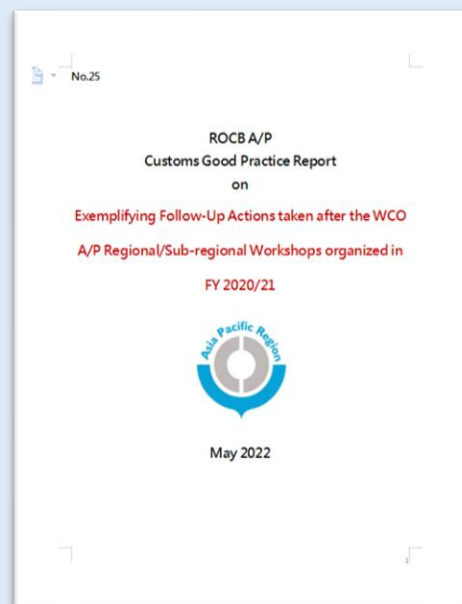 No.25
ROCB A/P
Customs Good Practice Report
on
Exemplifying Follow-Up Actions taken after the WCO
A/P Regional/Sub-regional Workshops organized in
FY 2020/21
Asia Pacific Region
May 2022